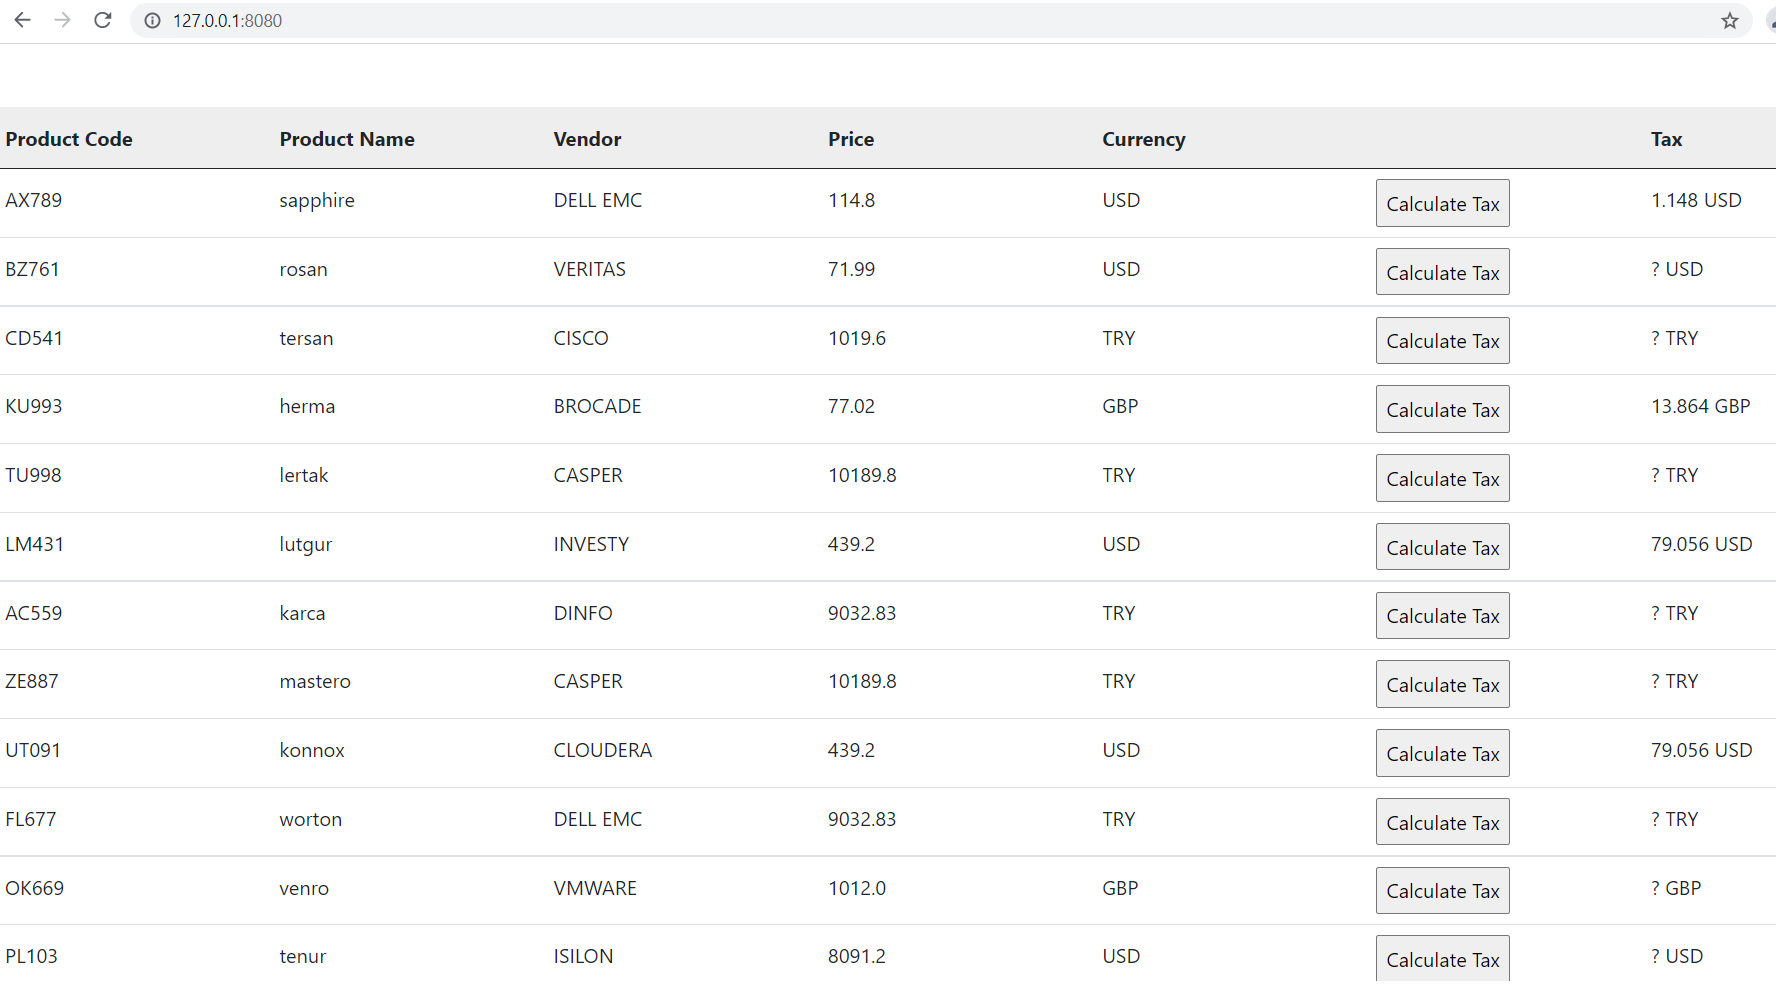 127.0.0.1:8080
Product Code Product Name Vendor Price Currency Tax
AX789 sapphire DELL EMC 114.8 USD Calculate Tax 1.148 USD
BZ761 rosan VERITAS 71.99 USD Calculate Tax ? USD
CD541 tersan CISCO 1019.6 TRY Calculate Tax ? TRY
KU993 herma BROCADE 77.02 GBP Calculate Tax 13.864 GBP
TU998 lertak CASPER 10189.8 TRY Calculate Tax ? TRY
LM431 lutgur INVESTY 439.2 USD Calculate Tax 79.056 USD
AC559 karca DINFO 9032.83 TRY Calculate Tax ? TRY
ZE887 mastero CASPER 10189.8 TRY Calculate Tax ? TRY
UT091 konnox CLOUDERA 439.2 USD Calculate Tax 79.056 USD
FL677 worton DELL EMC 9032.83 TRY Calculate Tax ? TRY
OK669 venro VMWARE 1012.0 GBP Calculate Tax ? GBP
PL103 tenur ISILON 8091.2 USD Calculate Tax ? USD